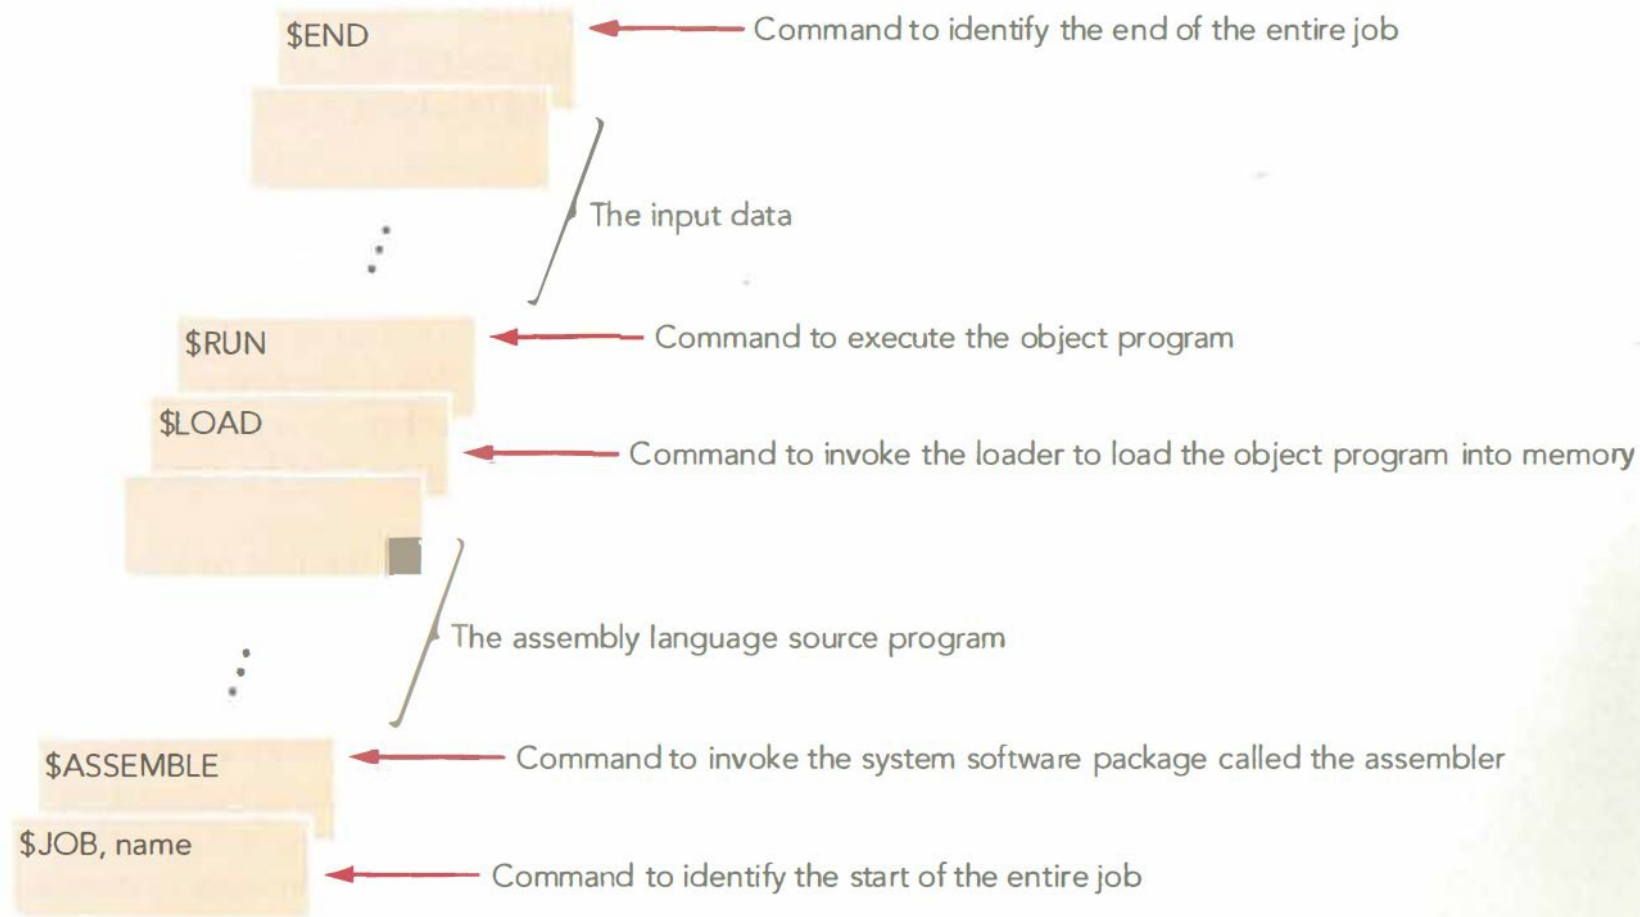 $END
Command to identify the end of the entire job
The input data
$RUN
Command to execute the object program
$LOAD
Command to invoke the loader to load the object program into memory
The assembly language source program
$ASSEMBLE
Command to invoke the system software package called the assembler
$JOB, name
Command to identify the start of the entire job